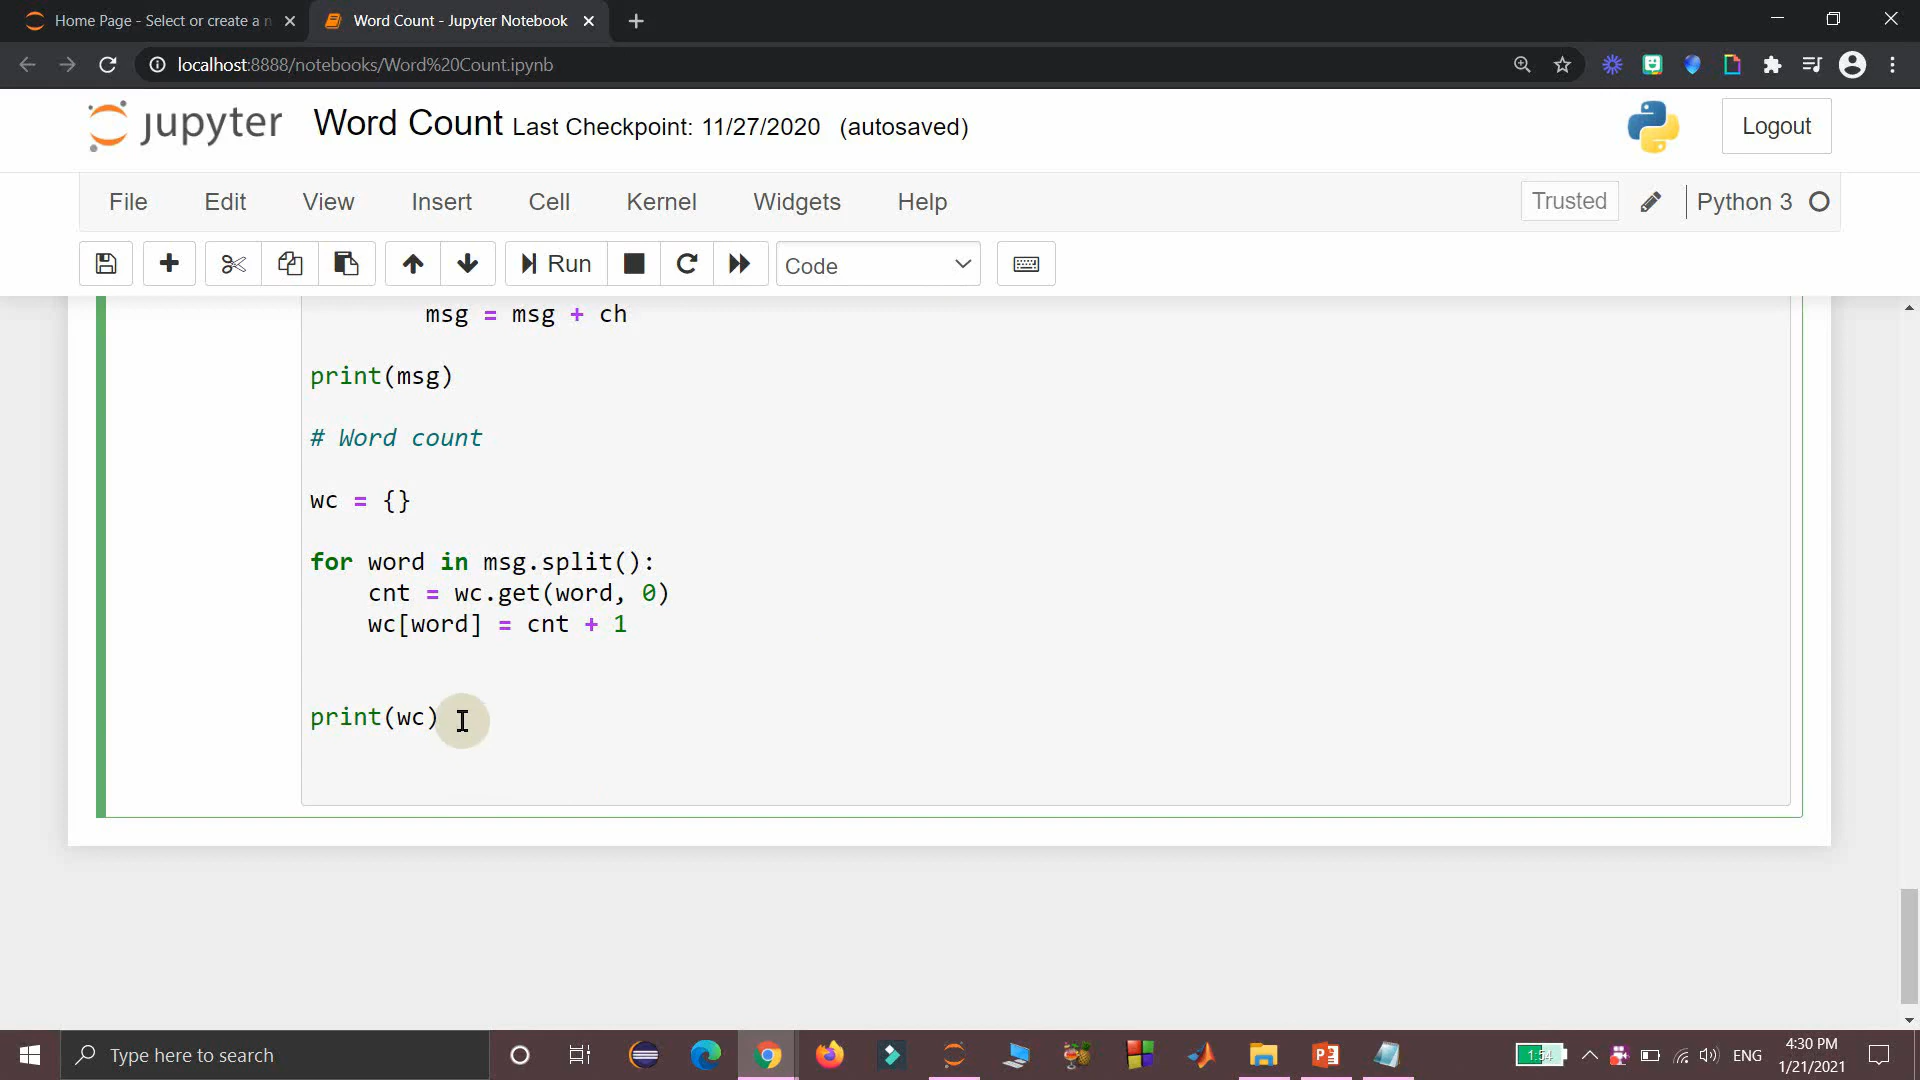 Home Page - Select or create a n
Word Count - Jupyter Notebook
localhost:8888/notebooks/Word%20Count.ipynb
jupyter Word Count Last Checkpoint: 11/27/2020 (autosaved)
Logout
File Edit View Insert Cell Kernel Widgets Help
Trusted
Python 3
Run
Code
msg = msg + ch
print(msg)
# Word count
wc = {}
for word in msg.split():
    cnt = wc.get(word, 0)
    wc[word] = cnt + 1
print(wc)
Type here to search
1:54
ENG
4:30 PM
1/21/2021